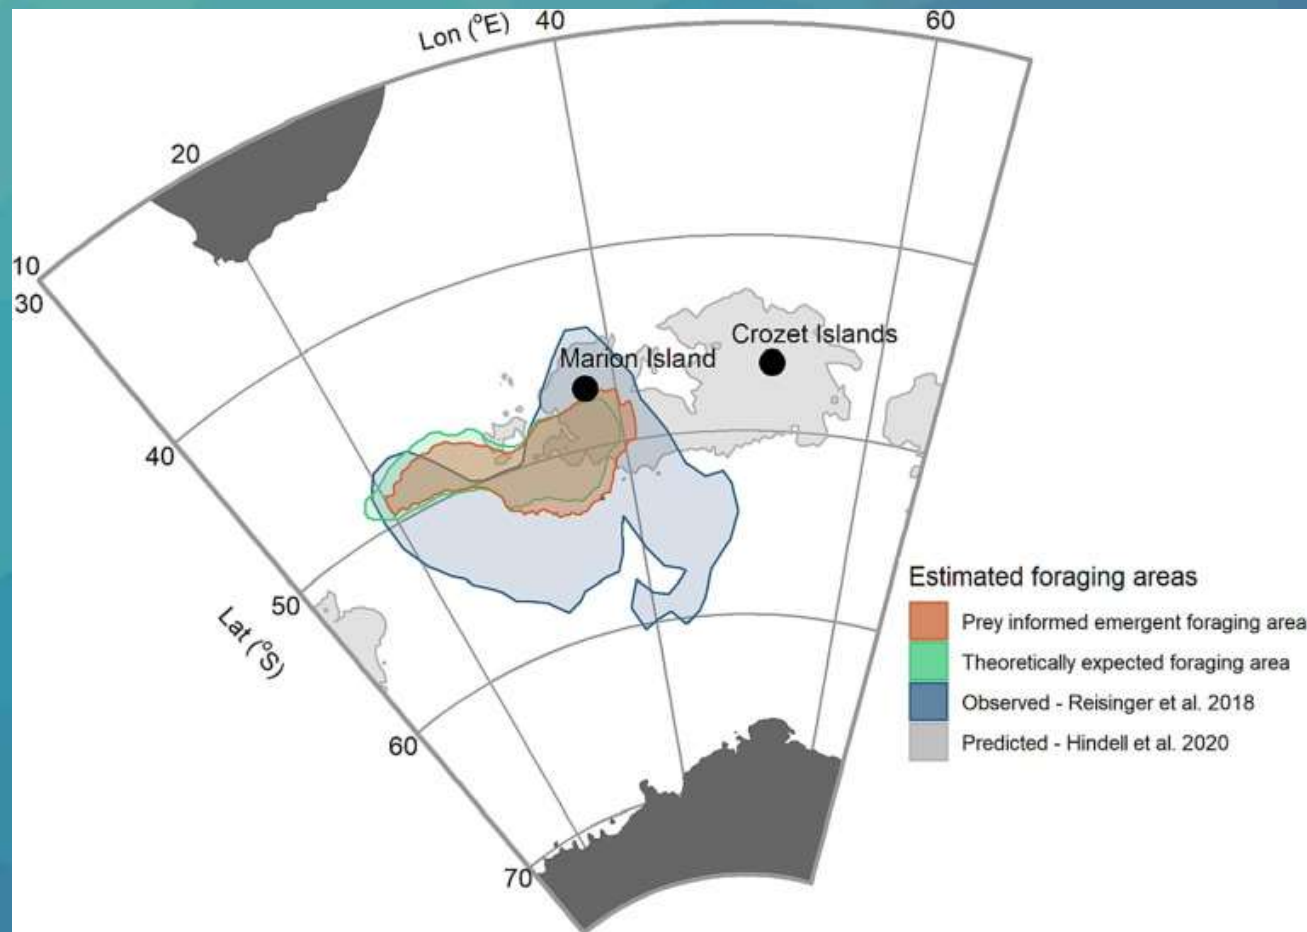 Lon (°E)
40
60
20
10
30
Crozet Islands
Marion Island
40
50
Lat (°S)
60
70
Estimated foraging areas
Prey informed emergent foraging area
Theoretically expected foraging area
Observed - Reisinger et al. 2018
Predicted - Hindell et al. 2020